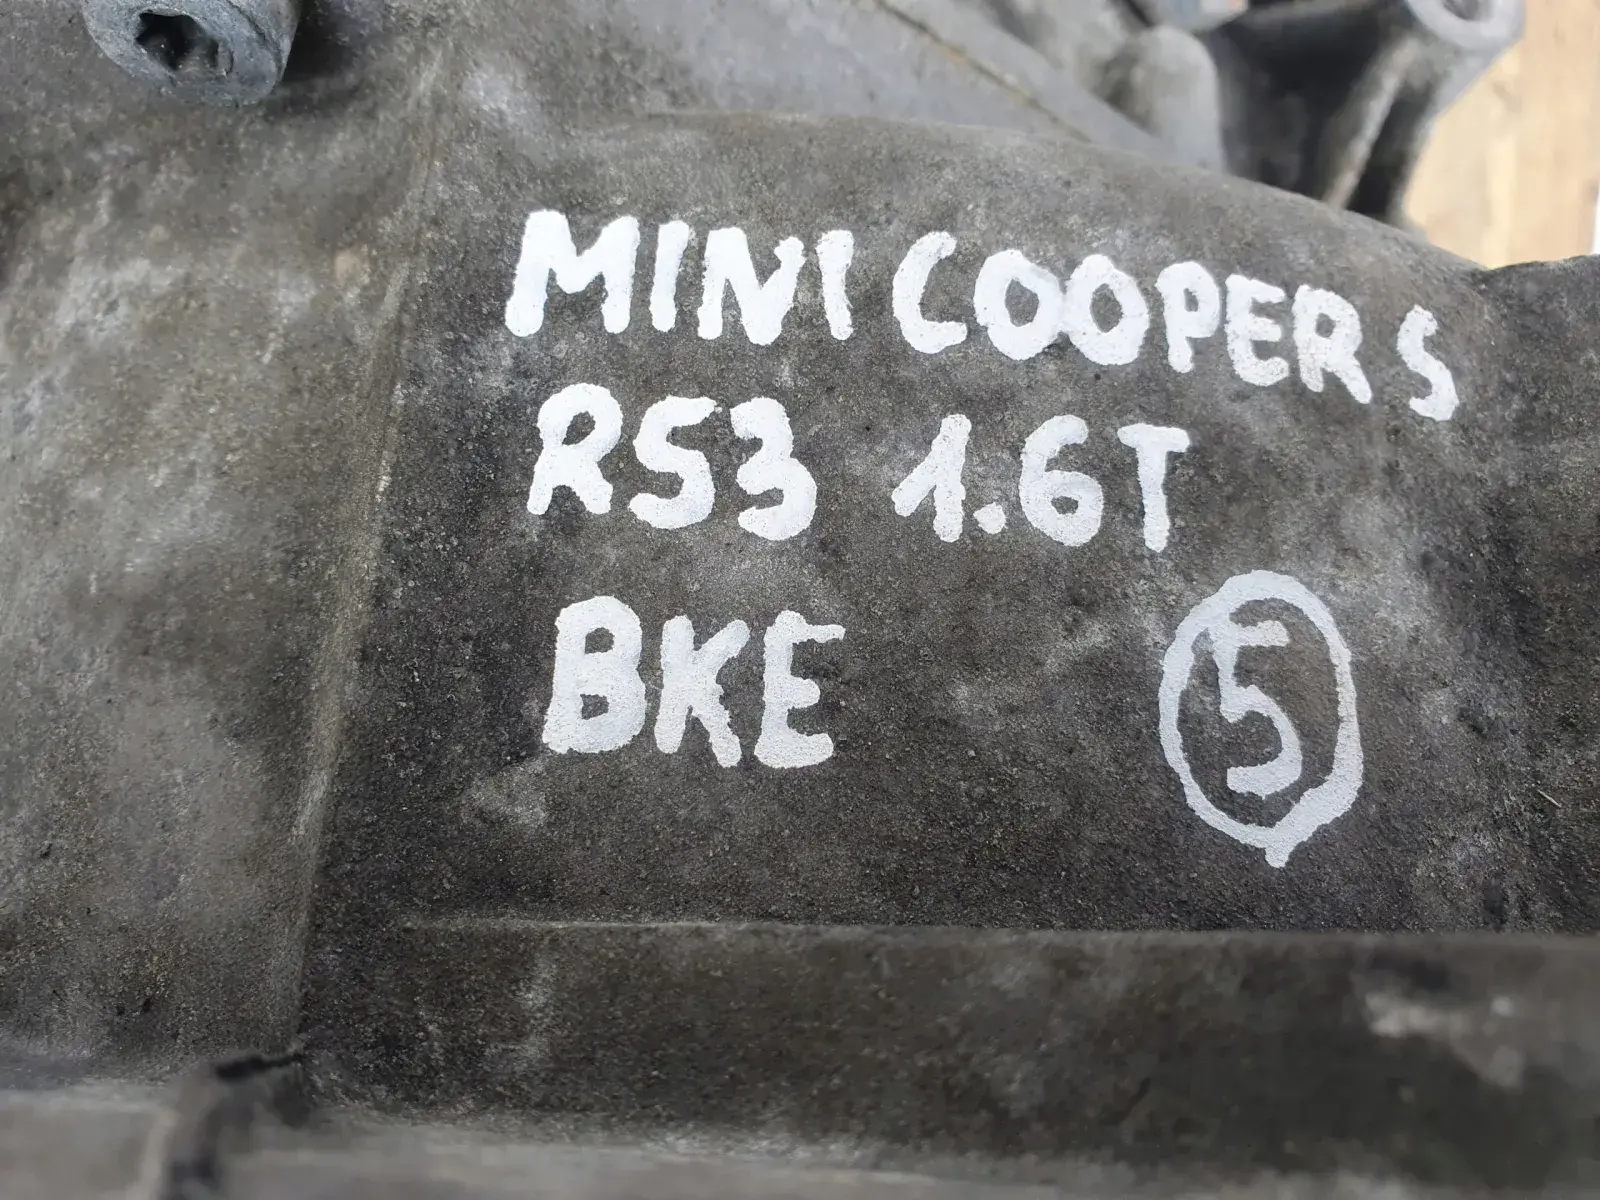 MINI COOPER S
R53 1.6T
BKE 5